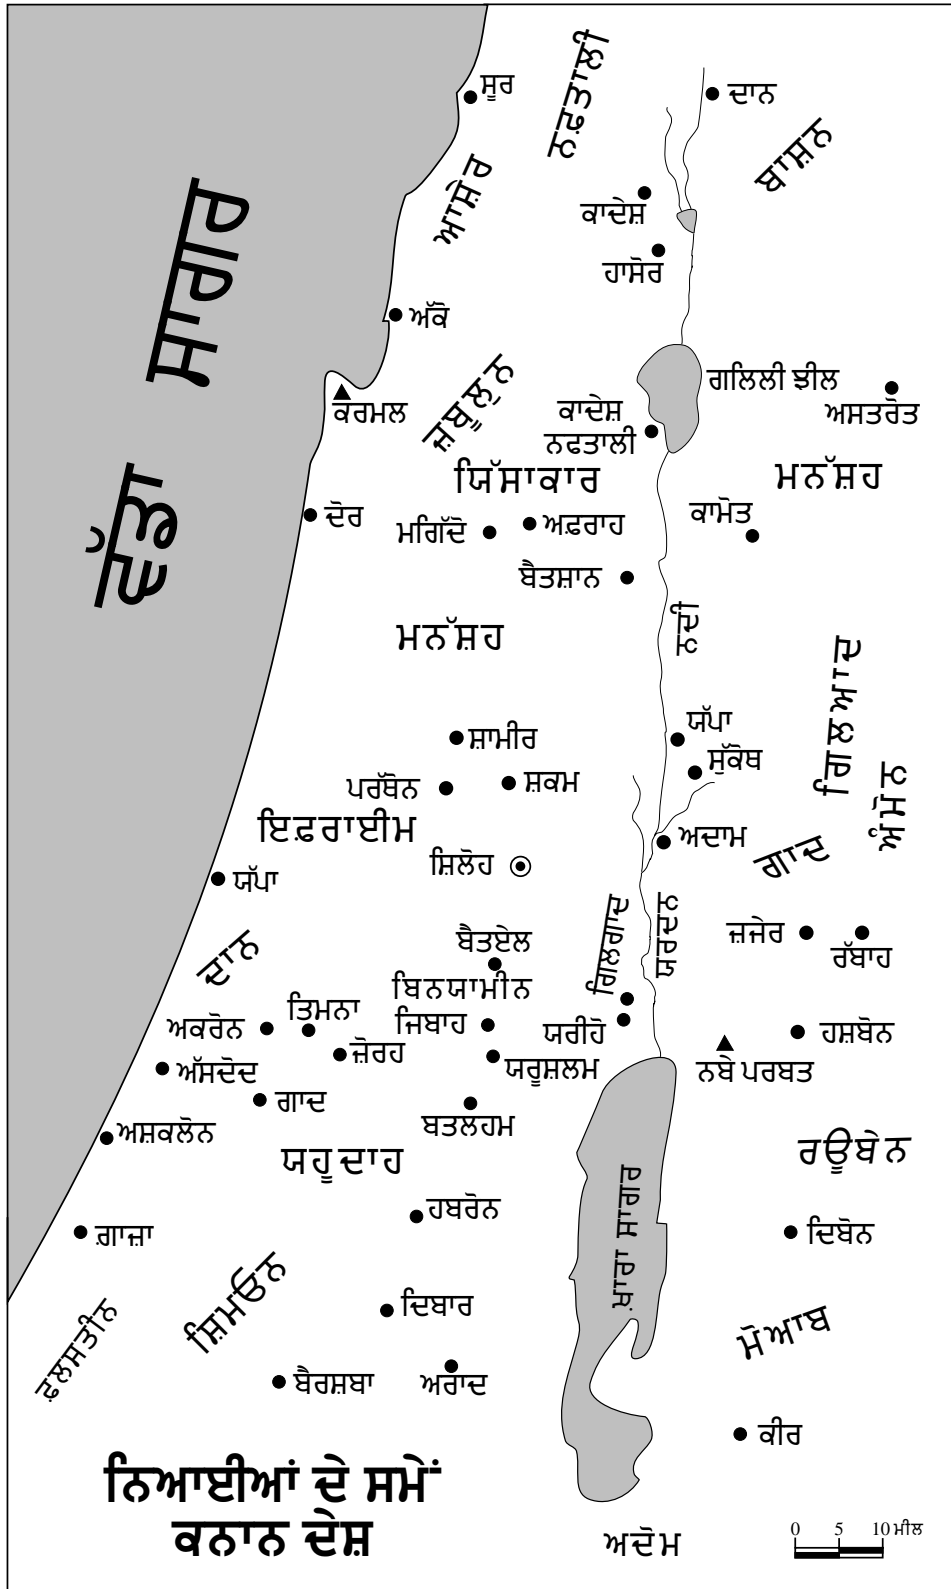 ਨਫ਼ਤਾਲੀ
ਸੂਰ
ਦਾਨ
ਬਾਸ਼ਨ
ਆਸ਼ੇਰ
ਕਾਦੇਸ਼
ਹਾਸੋਰ
ਵੱਡਾ ਸਾਗਰ
ਅੱਕੋ
ਜ਼ਬੂਲੁਨ
ਗਲਿਲੀ ਝੀਲ
ਕਰਮਲ
ਕਾਦੇਸ਼
ਨਫਤਾਲੀ
ਅਸਤਰੋਤ
ਯਿੱਸਾਕਾਰ
ਮਨੱਸ਼ਹ
ਦੋਰ
ਮਗਿੱਦੋ
ਅਫ਼ਰਾਹ
ਕਾਮੋਤ
ਬੈਤਸ਼ਾਨ
ਮਨੱਸ਼ਹ
ਨਦੀ
ਗਿਲਆਦ
ਸ਼ਾਮੀਰ
ਯੱਪਾ
ਸੁੱਕੋਥ
ਪਰੱਥੋਨ
ਸ਼ਕਮ
ਅੰਮੋਨ
ਇਫ਼ਰਾਈਮ
ਅਦਾਮ
ਗਾਦ
ਸ਼ਿਲੋਹ
ਯੱਪਾ
ਗਿਲਗਾਦ
ਯਰਦਨ
ਜ਼ਜੇਰ
ਰੱਬਾਹ
ਦਾਨ
ਬੈਤਏਲ
ਬਿਨਯਾਮੀਨ
ਤਿਮਨਾ
ਅਕਰੋਨ
ਜਿਬਾਹ
ਯਰੀਹੋ
ਹਸ਼ਬੋਨ
ਜ਼ੋਰਹ
ਯਰੂਸ਼ਲਮ
ਨਬੇ ਪਰਬਤ
ਅੱਸਦੋਦ
ਗਾਦ
ਬਤਲਹਮ
ਅਸ਼ਕਲੋਨ
ਯਹੂਦਾਹ
ਰਊਬੇਨ
ਖ਼ਾਰਾ ਸਾਗਰ
ਹਬਰੋਨ
ਗ਼ਾਜ਼ਾ
ਦਿਬੋਨ
ਸ਼ਿਮਓਨ
ਦਿਬਾਰ
ਮੋਆਬ
ਫ਼ਲਸਤੀਨ
ਬੈਰਸ਼ਬਾ
ਅਰਾਦ
ਕੀਰ
ਨਿਆਈਆਂ ਦੇ ਸਮੇਂ
ਕਨਾਨ ਦੇਸ਼
ਅਦੋਮ
0 5 10 ਮੀਲ